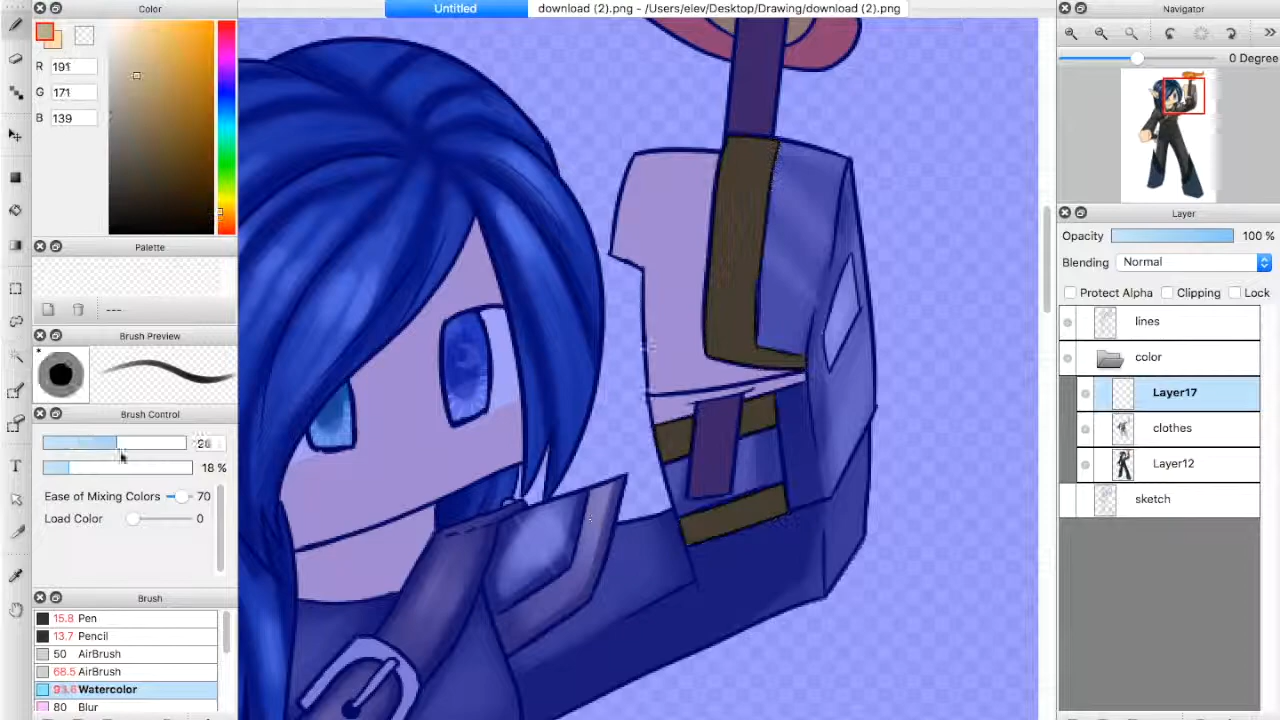 Color
Untitled
download (2).png - /Users/elev/Desktop/Drawing/download (2).png
Navigator
R 191
G 171
B 139
0 Degree
Palette
---
Layer
Opacity 100 %
Blending Normal
Protect Alpha Clipping Lock
Brush Preview
*
lines
color
Layer17
clothes
Layer12
sketch
Brush Control
18 %
Ease of Mixing Colors 70
Load Color 0
Brush
15.8 Pen
13.7 Pencil
50 AirBrush
68.5 AirBrush
Watercolor
80 Blur
T